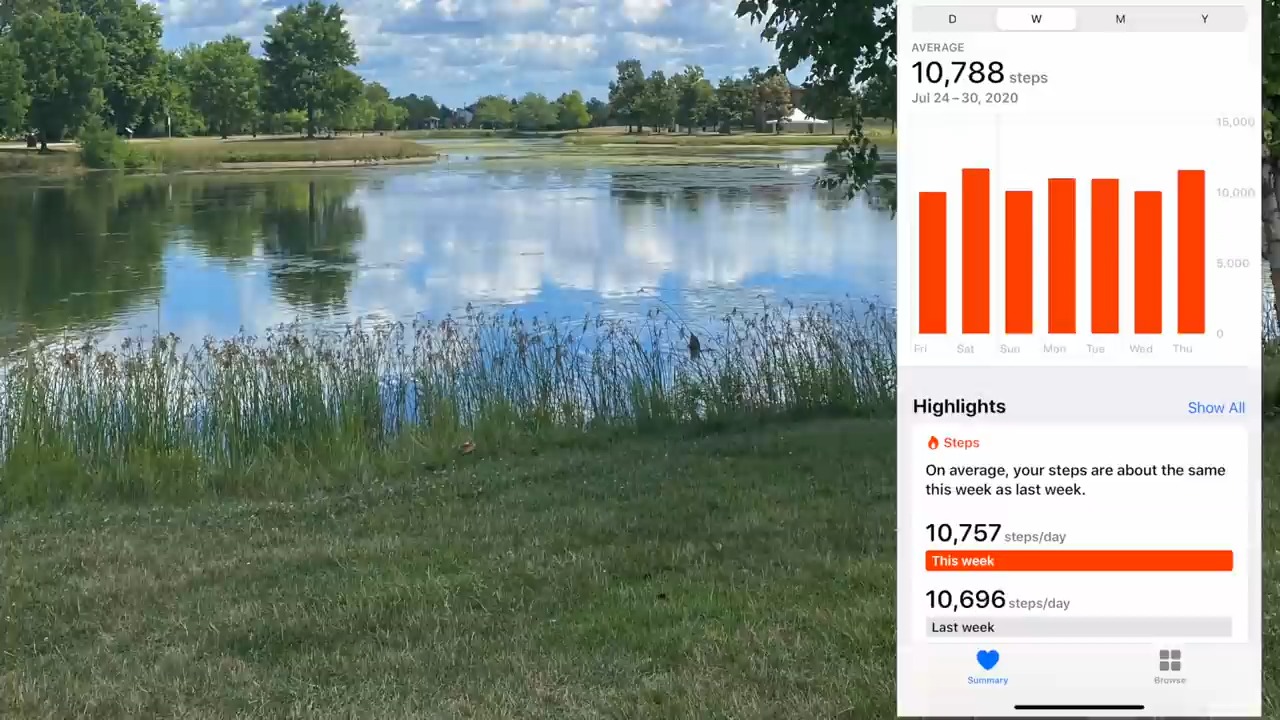 D W M Y
AVERAGE
10,788 steps
Jul 24–30, 2020
15,000
10,000
5,000
0
Fri Sat Sun Mon Tue Wed Thu
Highlights Show All
Steps
On average, your steps are about the same
this week as last week.
10,757 steps/day
This week
10,696 steps/day
Last week
Summary Browse